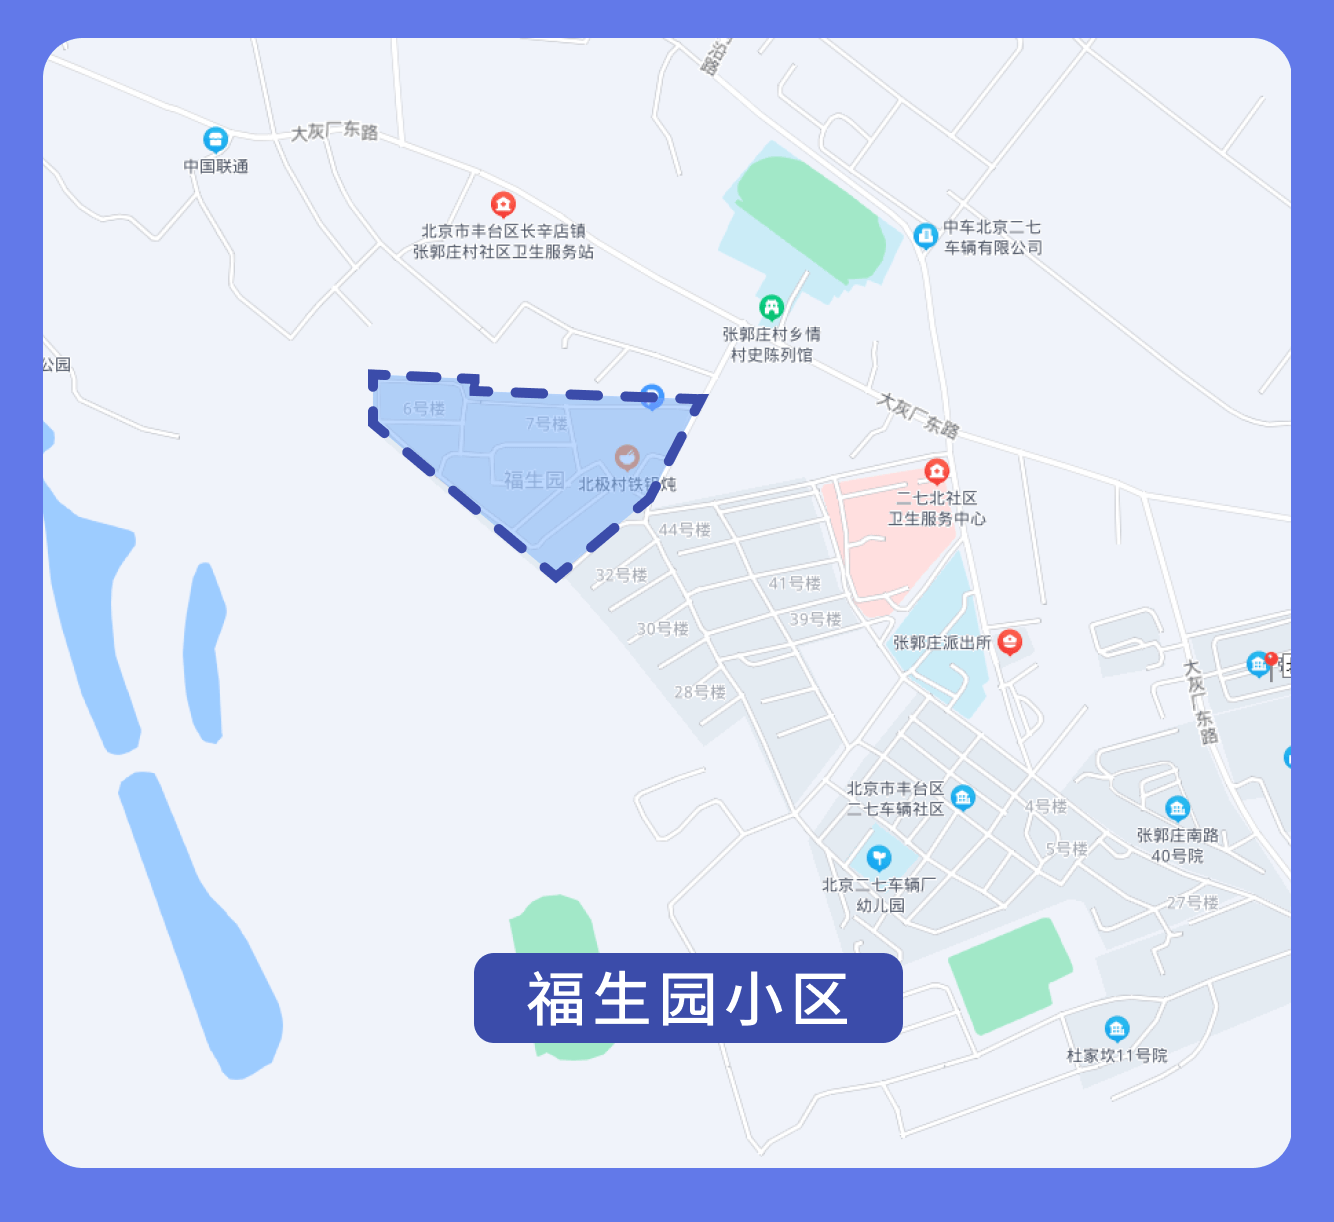 沿路
大灰厂东路
中国联通
北京市丰台区长辛店镇
张郭庄村社区卫生服务站
中车北京二七
车辆有限公司
张郭庄村乡情
村史陈列馆
公园
大灰厂东路
6号楼
7号楼
福生园
北极村铁锅炖
二七北社区
卫生服务中心
44号楼
32号楼
41号楼
39号楼
30号楼
张郭庄派出所
28号楼
大灰厂东路
北京市丰台区
二七车辆社区
4号楼
5号楼
张郭庄南路
40号院
北京二七车辆厂
幼儿园
27号楼
福生园小区
杜家坎11号院